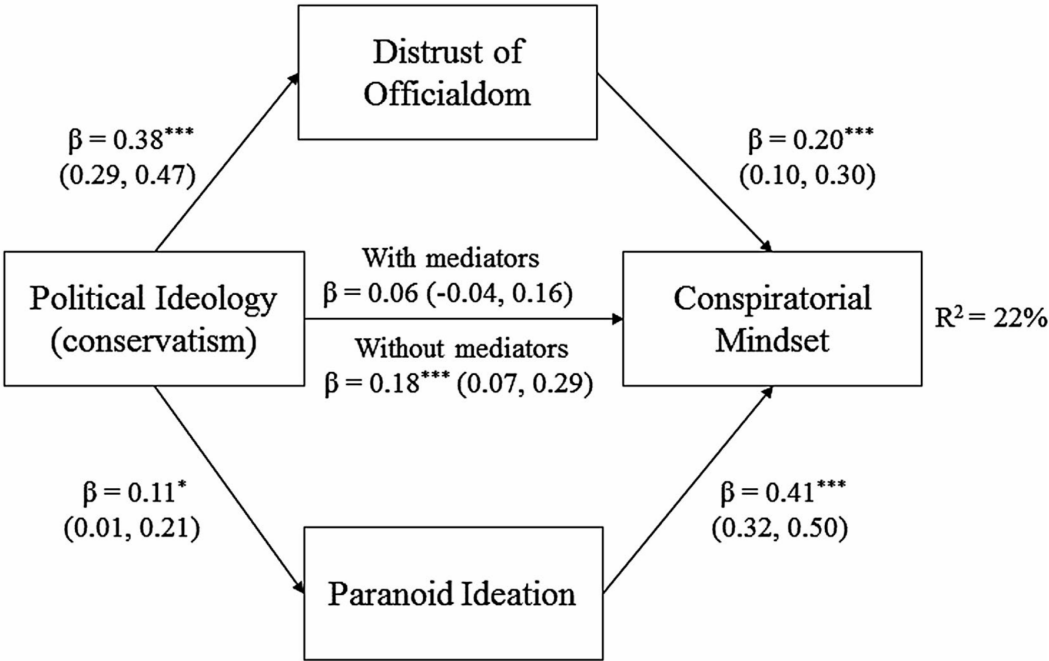 Distrust of
Officialdom
β = 0.38***
(0.29, 0.47)
β = 0.20***
(0.10, 0.30)
Political Ideology
(conservatism)
With mediators
β = 0.06 (-0.04, 0.16)
Without mediators
β = 0.18*** (0.07, 0.29)
Conspiratorial
Mindset
R² = 22%
β = 0.11*
(0.01, 0.21)
β = 0.41***
(0.32, 0.50)
Paranoid Ideation